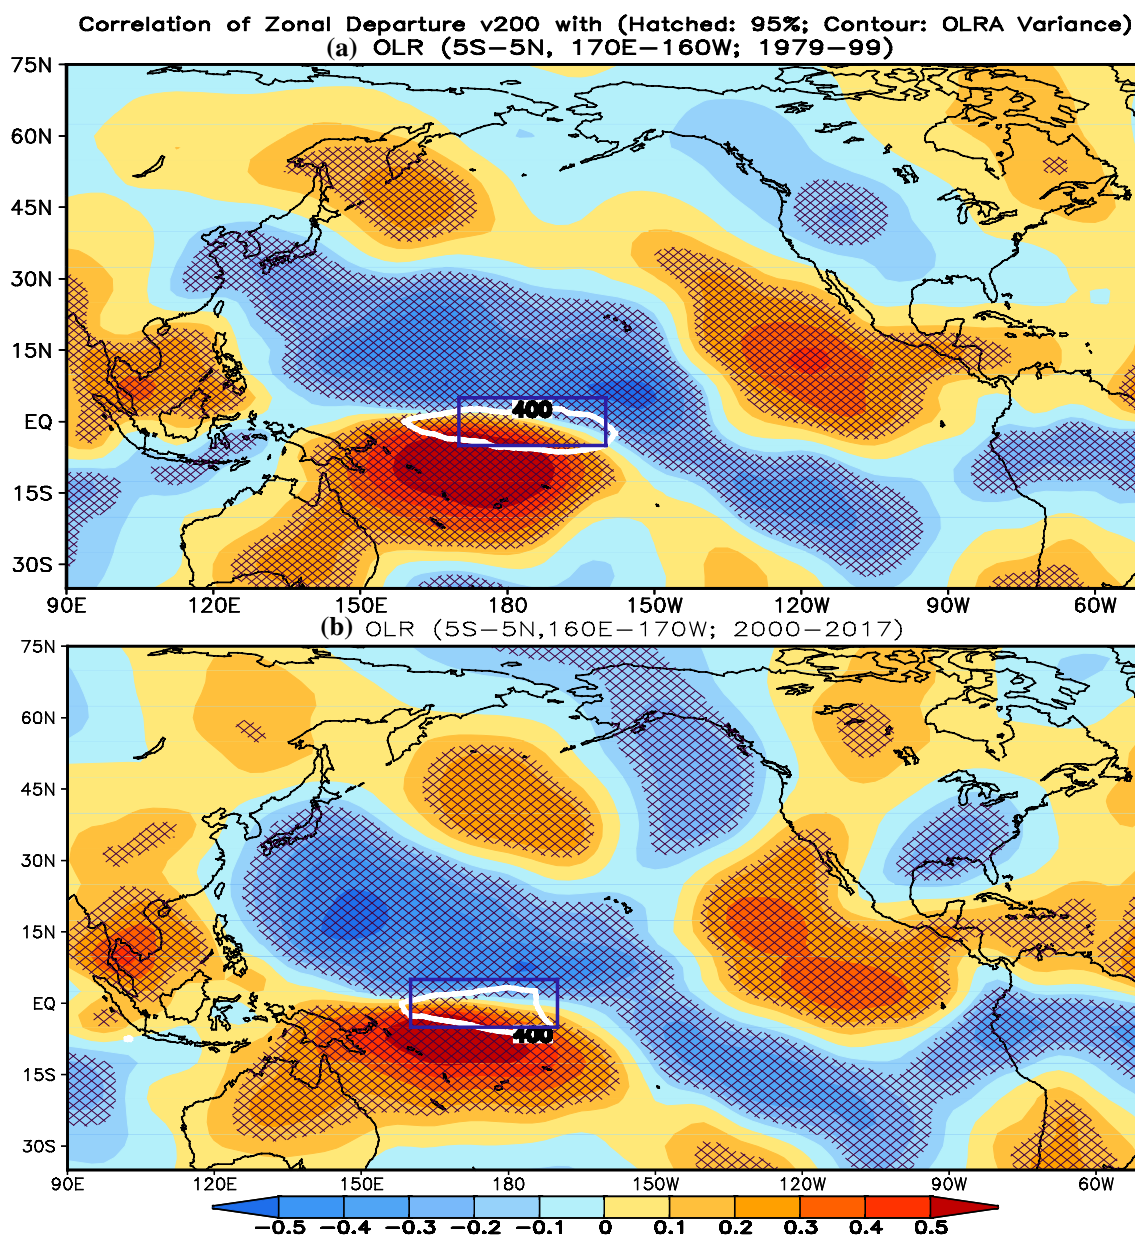 Correlation of Zonal Departure v200 with (Hatched: 95%; Contour: OLRA Variance)
(a) OLR (5S−5N, 170E−160W; 1979−99)
75N
60N
45N
30N
15N
EQ
15S
30S
400
90E 120E 150E 180 150W 120W 90W 60W
(b) OLR (5S−5N,160E−170W; 2000−2017)
75N
60N
45N
30N
15N
EQ
15S
30S
400
90E 120E 150E 180 150W 120W 90W 60W
−0.5 −0.4 −0.3 −0.2 −0.1 0 0.1 0.2 0.3 0.4 0.5